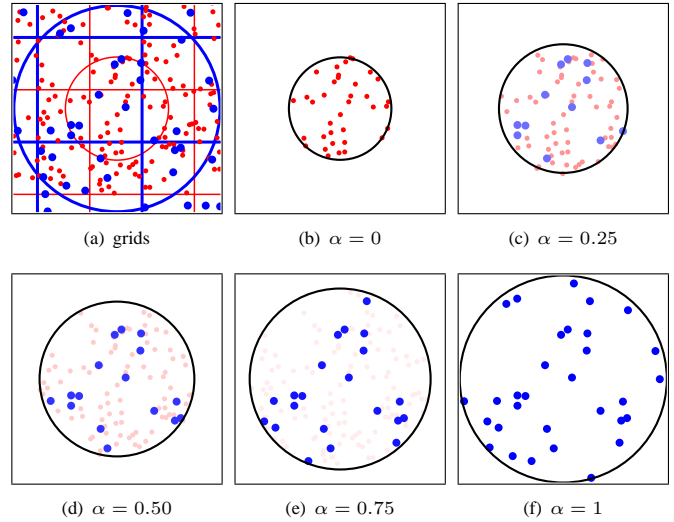 (a) grids
(b) α = 0
(c) α = 0.25
(d) α = 0.50
(e) α = 0.75
(f) α = 1